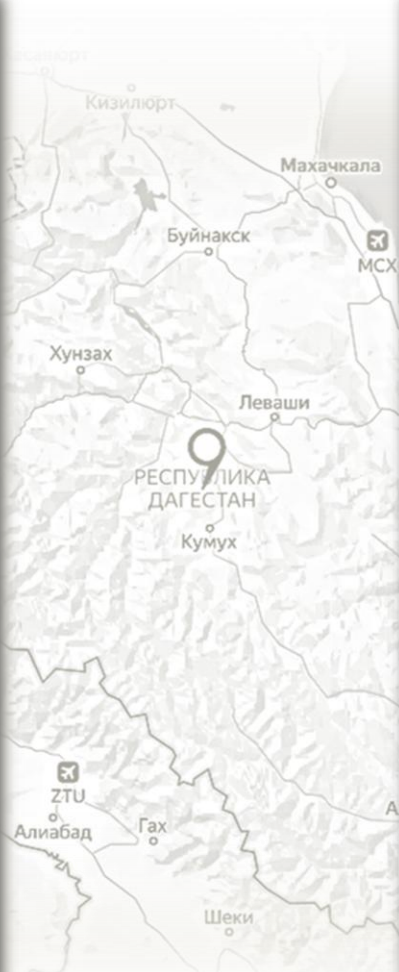 Кизилюрт
Махачкала
Буйнакск
МСХ
Хунзах
Леваши
РЕСПУБЛИКА
ДАГЕСТАН
Кумух
ZTU
Алиабад
Гах
Шеки